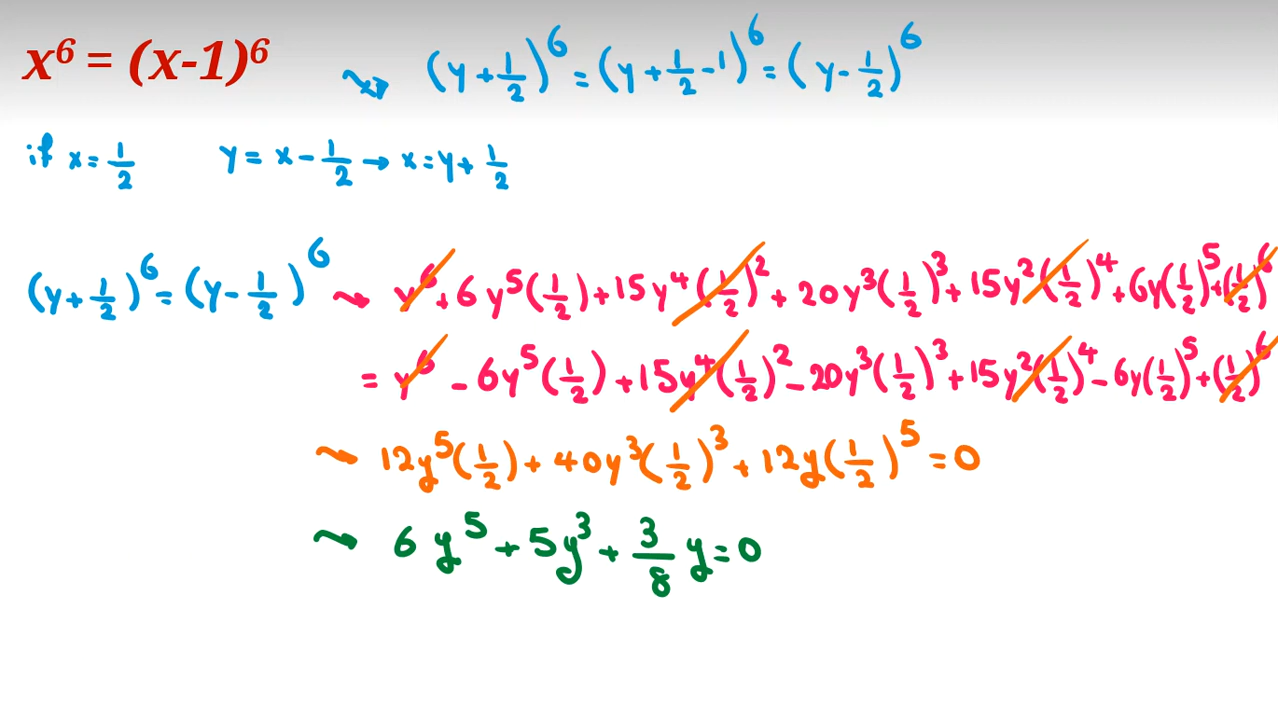 x⁶ = (x-1)⁶ ⇝ (y+1/2)⁶ = (y+1/2-1)⁶ = (y-1/2)⁶
if x=1/2 y = x-1/2 → x=y+1/2
(y+1/2)⁶ = (y-1/2)⁶ ~ y⁶+6y⁵(1/2)+15y⁴(1/2)²+20y³(1/2)³+15y²(1/2)⁴+6y(1/2)⁵+(1/2)⁶
= y⁶-6y⁵(1/2)+15y⁴(1/2)²-20y³(1/2)³+15y²(1/2)⁴-6y(1/2)⁵+(1/2)⁶
~ 12y⁵(1/2)+40y³(1/2)³+12y(1/2)⁵=0
~ 6y⁵+5y³+3/8y=0